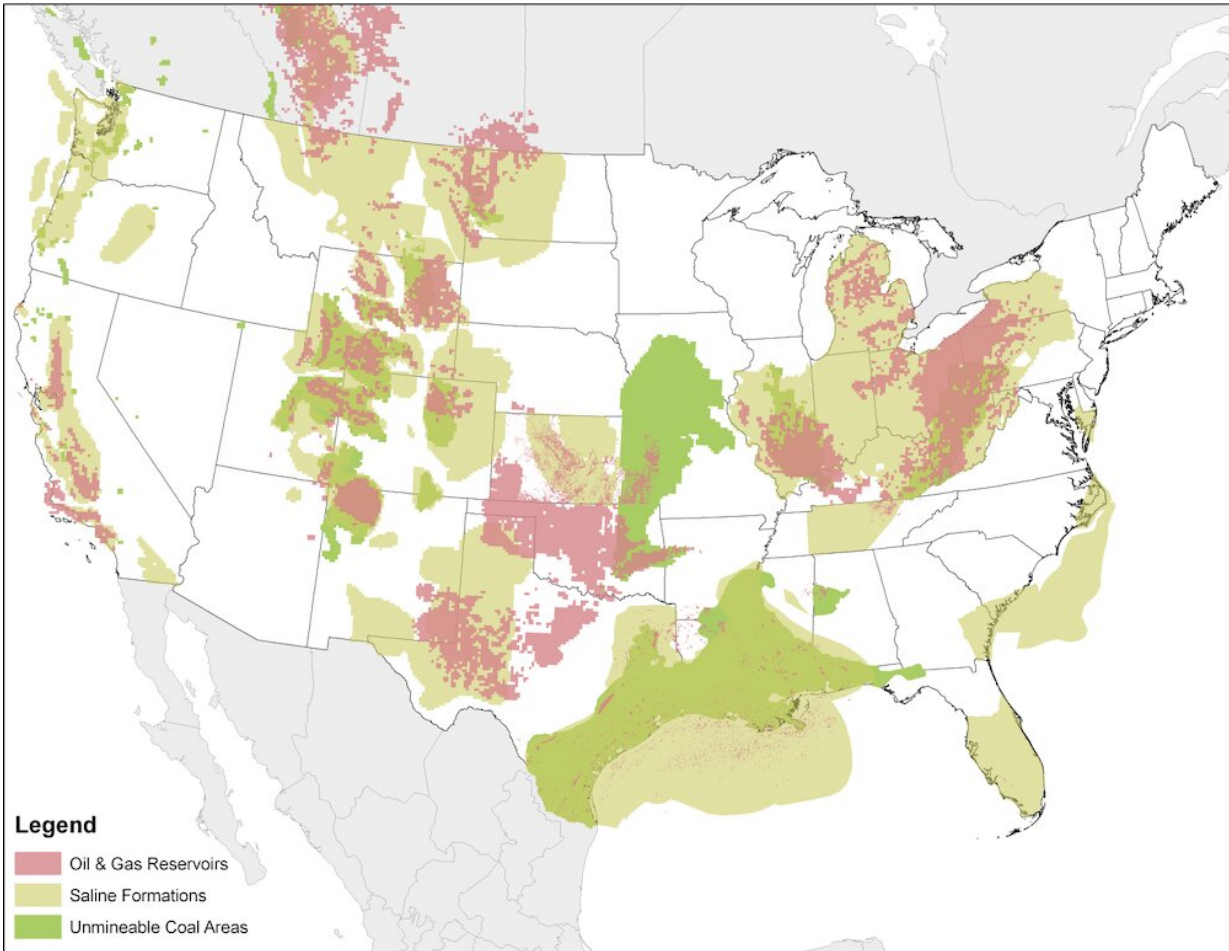 Legend
Oil & Gas Reservoirs
Saline Formations
Unmineable Coal Areas